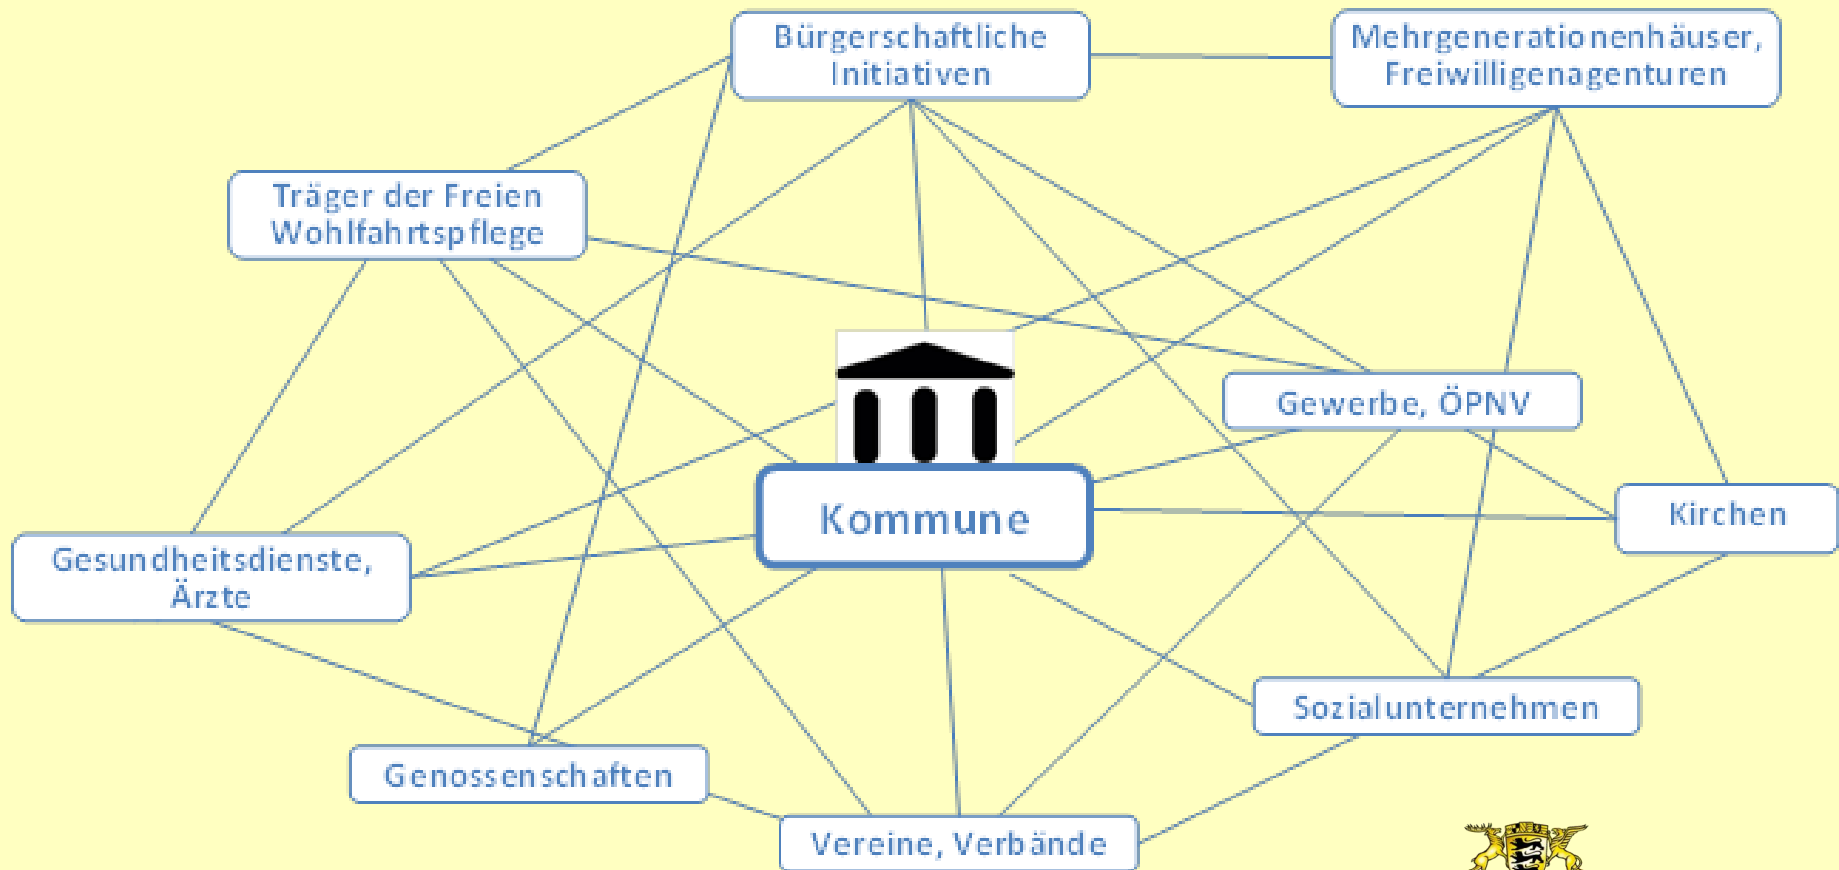 Bürgerschaftliche
Initiativen
Mehrgenerationenhäuser,
Freiwilligenagenturen
Träger der Freien
Wohlfahrtspflege
Gewerbe, ÖPNV
Kommune
Kirchen
Gesundheitsdienste,
Ärzte
Sozialunternehmen
Genossenschaften
Vereine, Verbände